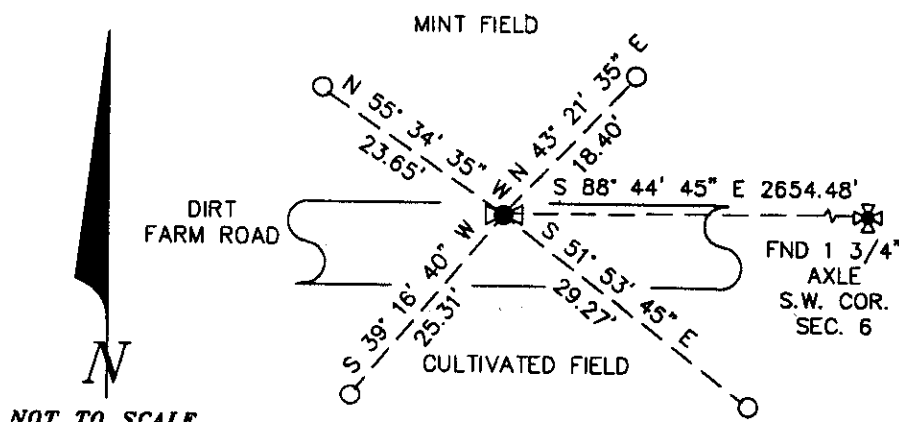 MINT FIELD
N 55° 34' 35" W
23.65'
N 43° 21' 35" E
18.40'
S 88° 44' 45" E 2654.48'
DIRT
FARM ROAD
FND 1 3/4"
AXLE
S.W. COR.
SEC. 6
S 39° 16' 40" W
25.31'
S 51° 53' 45" E
29.27'
CULTIVATED FIELD
N
NOT TO SCALE